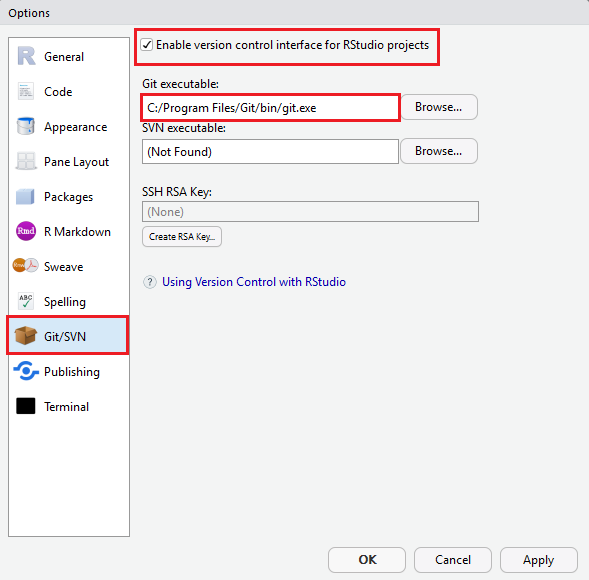 Options
General
Code
Appearance
Pane Layout
Packages
Rmd
R Markdown
Sweave
ABC
Spelling
Git/SVN
Publishing
Terminal
Enable version control interface for RStudio projects
Git executable:
C:/Program Files/Git/bin/git.exe
Browse...
SVN executable:
(Not Found)
Browse...
SSH RSA Key:
(None)
Create RSA Key...
? Using Version Control with RStudio
OK
Cancel
Apply